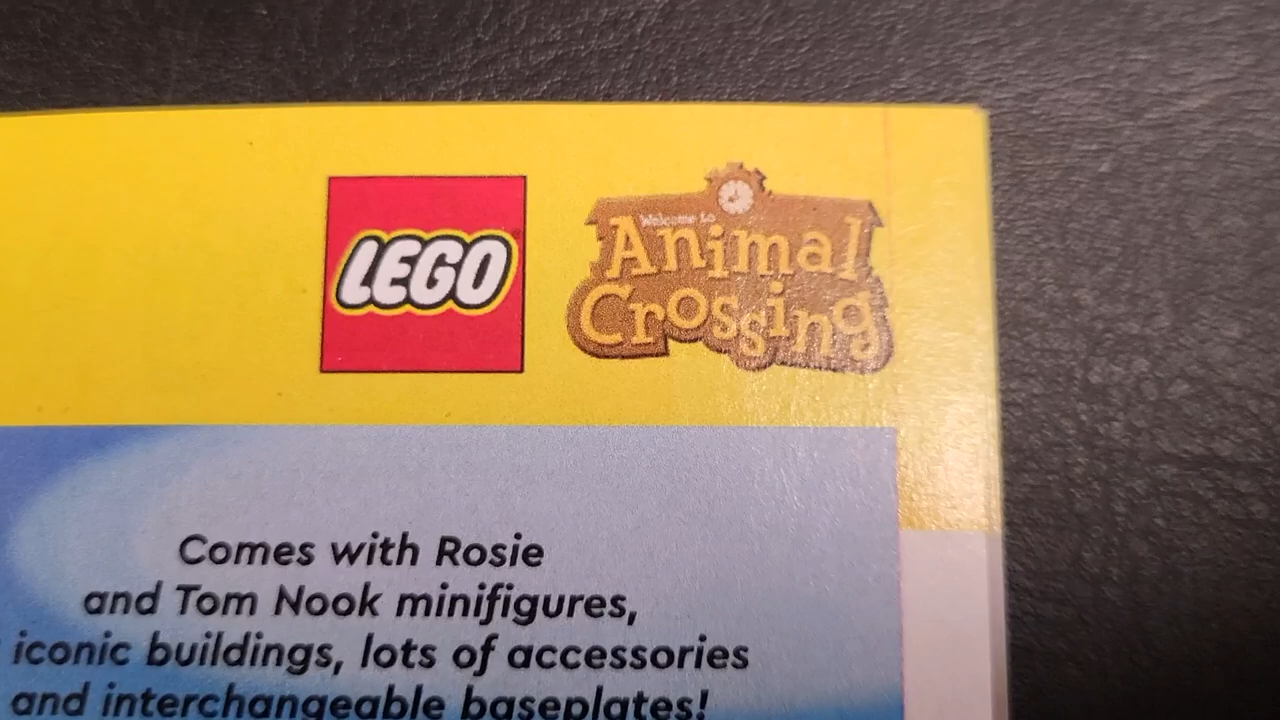 LEGO
Welcome to
Animal
Crossing
Comes with Rosie
and Tom Nook minifigures,
iconic buildings, lots of accessories
and interchangeable baseplates!